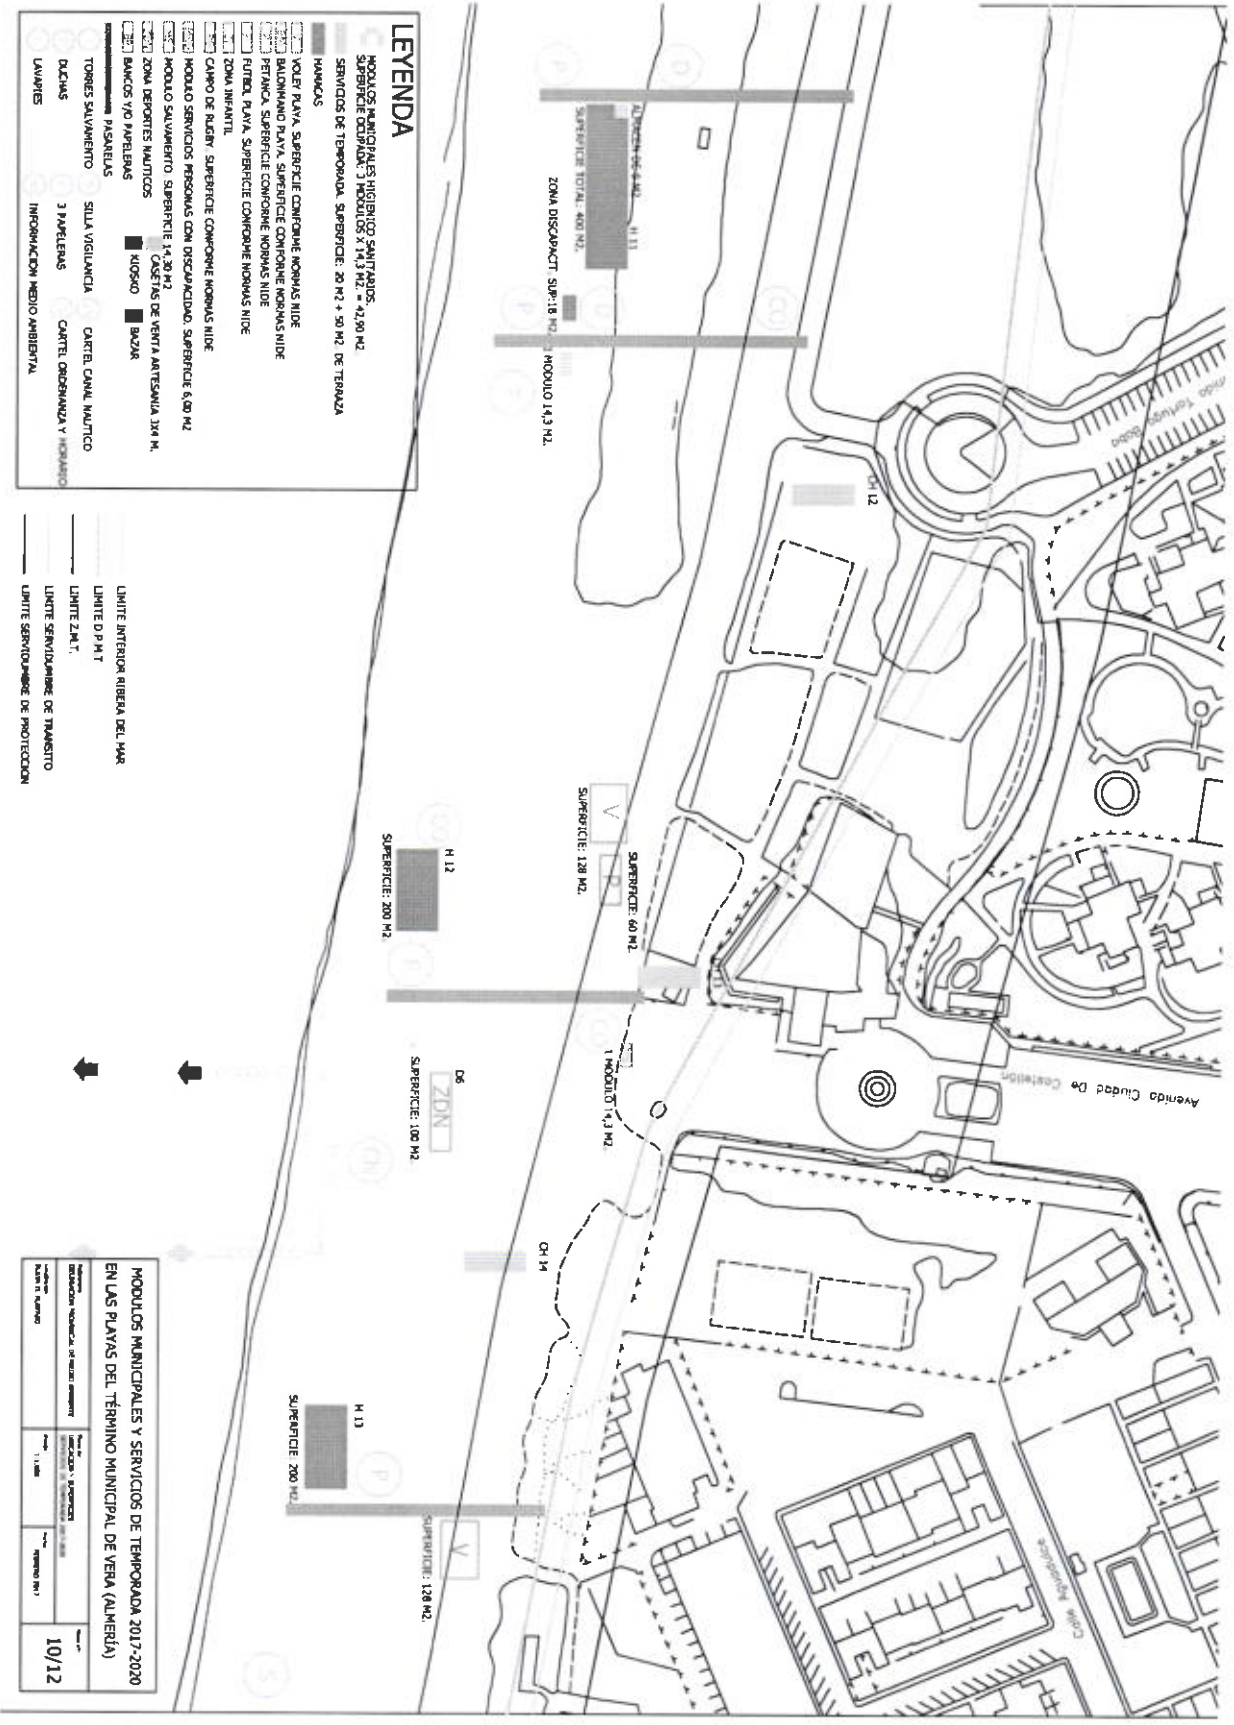 LEYENDA
MODULOS MUNICIPALES HIGIENICO SANITARIOS.
SUPERFICIE OCUPADA: 3 MODULOS X 14,3 M2. = 42,90 M2
SERVICIOS DE TEMPORADA. SUPERFICIE: 20 M2 + 50 M2. DE TERRAZA
HAMACAS
VOLEY PLAYA. SUPERFICIE CONFORME NORMAS NIDE
BALONMANO PLAYA. SUPERFICIE CONFORME NORMAS NIDE
PETANCA. SUPERFICIE CONFORME NORMAS NIDE
FUTBOL PLAYA. SUPERFICIE CONFORME NORMAS NIDE
ZONA INFANTIL
CAMPO DE RUGBY. SUPERFICIE CONFORME NORMAS NIDE
MODULO SERVICIOS PERSONAS CON DISCAPACIDAD. SUPERFICIE 6,00 M2
MODULO SALVAMENTO. SUPERFICIE 14,30 M2
CASETAS DE VENTA ARTESANIA 3X4 M.
ZONA DEPORTES NAUTICOS
KIOSKO
BAZAR
BANCOS Y/O PAPELERAS
PASARELAS
TORRES SALVAMENTO
SILLA VIGILANCIA
CARTEL CANAL NAUTICO
DUCHAS
3 PAPELERAS
CARTEL ORDENANZA Y HORARIO
LAVAPIES
INFORMACION MEDIO AMBIENTAL
LIMITE INTERIOR RIBERA DEL MAR
LIMITE D P M T
LIMITE Z.M.T.
LIMITE SERVIDUMBRE DE TRANSITO
LIMITE SERVIDUMBRE DE PROTECCION
P
D
ALMACEN DE 6 M2
H 11
SUPERFICIE TOTAL: 400 M2.
ZONA DISCAPACIT. SUP:18 M2.
1 MODULO 14,3 M2.
CH 12
Tortuga Boba
V
SUPERFICIE: 128 M2.
P
SUPERFICIE: 60 M2.
H 12
SUPERFICIE: 200 M2.
1 MODULO 14,3 M2.
D6
ZDN
SUPERFICIE: 100 M2
Avenida Ciudad De Castellón
CH 14
H 13
SUPERFICIE: 200 M2.
P
V
SUPERFICIE: 128 M2.
S
Calle Aguadulce
MODULOS MUNICIPALES Y SERVICIOS DE TEMPORADA 2017-2020
EN LAS PLAYAS DEL TÉRMINO MUNICIPAL DE VERA (ALMERÍA)
10/12